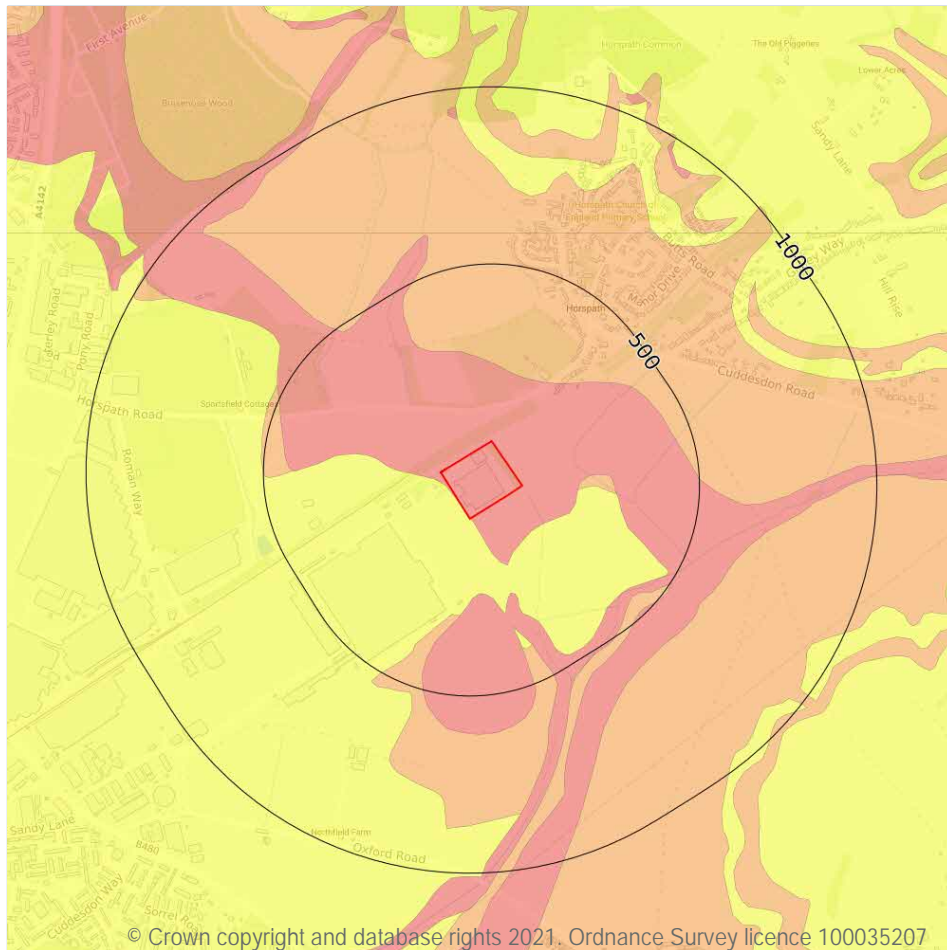 First Avenue
Horspath Common
The Old Piggeries
Lower Acres
Brasenose Wood
Sandy Lane
A4142
Horspath Church of
England Primary School
1000
Butts Road
Manor Drive
Hill Rise
Pony Road
Horspath
500
Cuddesdon Road
Horspath Road
Sportsfield Cottages
Roman Way
Sandy Lane
Northfield Farm
B480
Oxford Road
Cuddesdon Way
Sorrel Road
© Crown copyright and database rights 2021. Ordnance Survey licence 100035207